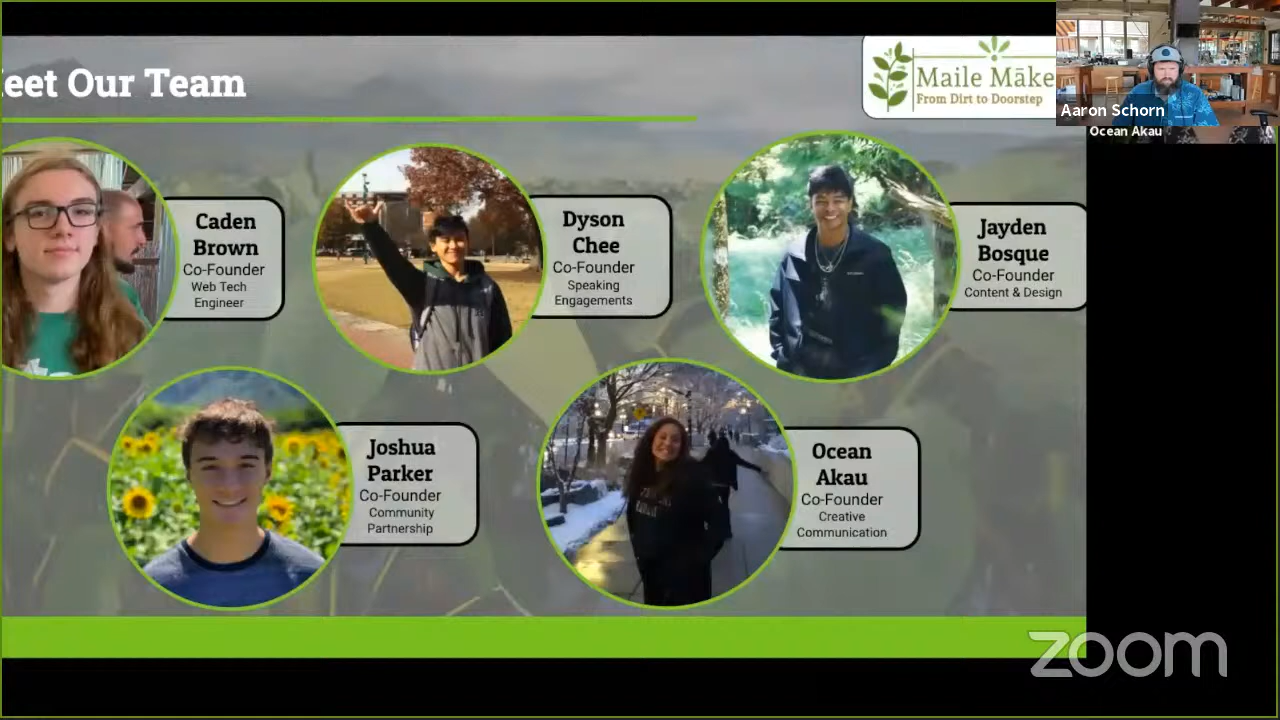 eet Our Team
Maile Māke
From Dirt to Doorstep
Aaron Schorn
Ocean Akau
Caden
Brown
Co-Founder
Web Tech
Engineer
Dyson
Chee
Co-Founder
Speaking
Engagements
Jayden
Bosque
Co-Founder
Content & Design
Joshua
Parker
Co-Founder
Community
Partnership
Ocean
Akau
Co-Founder
Creative
Communication
zoom